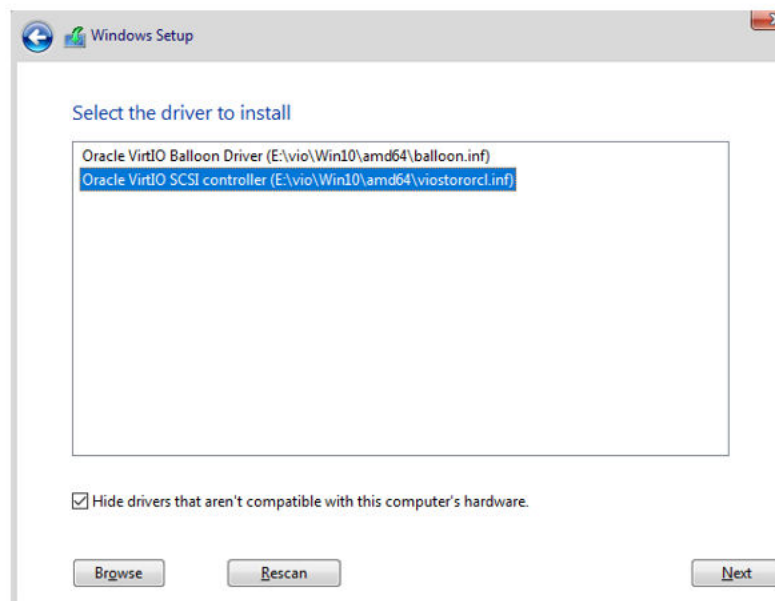 Windows Setup
Select the driver to install
Oracle VirtIO Balloon Driver (E:\vio\Win10\amd64\balloon.inf)
Oracle VirtIO SCSI controller (E:\vio\Win10\amd64\viostororcl.inf)
Hide drivers that aren't compatible with this computer's hardware.
Browse
Rescan
Next